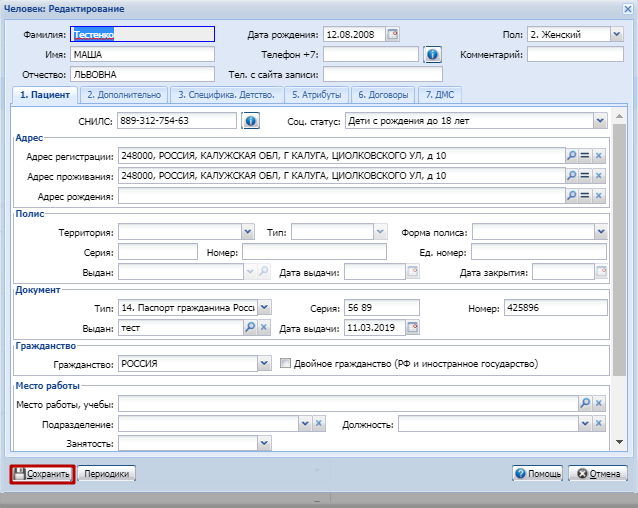 Человек: Редактирование
Фамилия: Тестенко Дата рождения: 12.08.2008 Пол: 2. Женский
Имя: МАША Телефон +7: Комментарий:
Отчество: ЛЬВОВНА Тел. с сайта записи:
1. Пациент 2. Дополнительно 3. Специфика. Детство. 5. Атрибуты 6. Договоры 7. ДМС
СНИЛС: 889-312-754-63 Соц. статус: Дети с рождения до 18 лет
Адрес
Адрес регистрации: 248000, РОССИЯ, КАЛУЖСКАЯ ОБЛ, Г КАЛУГА, ЦИОЛКОВСКОГО УЛ, д 10
Адрес проживания: 248000, РОССИЯ, КАЛУЖСКАЯ ОБЛ, Г КАЛУГА, ЦИОЛКОВСКОГО УЛ, д 10
Адрес рождения:
Полис
Территория: Тип: Форма полиса:
Серия: Номер: Ед. номер:
Выдан: Дата выдачи: Дата закрытия:
Документ
Тип: 14. Паспорт гражданина Росс Серия: 56 89 Номер: 425896
Выдан: тест Дата выдачи: 11.03.2019
Гражданство
Гражданство: РОССИЯ Двойное гражданство (РФ и иностранное государство)
Место работы
Место работы, учебы:
Подразделение: Должность:
Занятость:
Сохранить Периодики Помощь Отмена